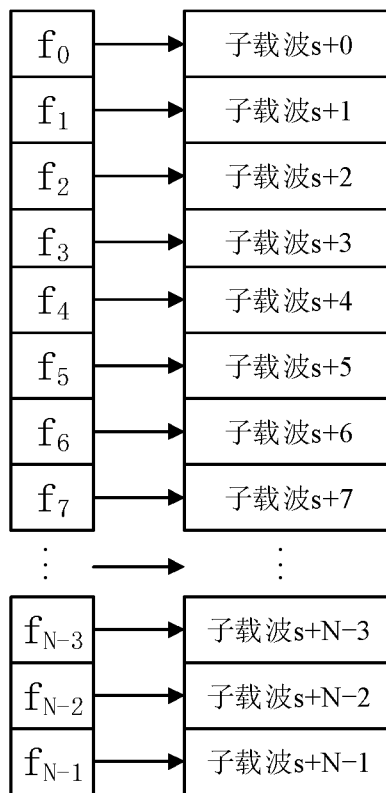 f0 子载波s+0
f1 子载波s+1
f2 子载波s+2
f3 子载波s+3
f4 子载波s+4
f5 子载波s+5
f6 子载波s+6
f7 子载波s+7
⋮ ⋮
fN-3 子载波s+N-3
fN-2 子载波s+N-2
fN-1 子载波s+N-1